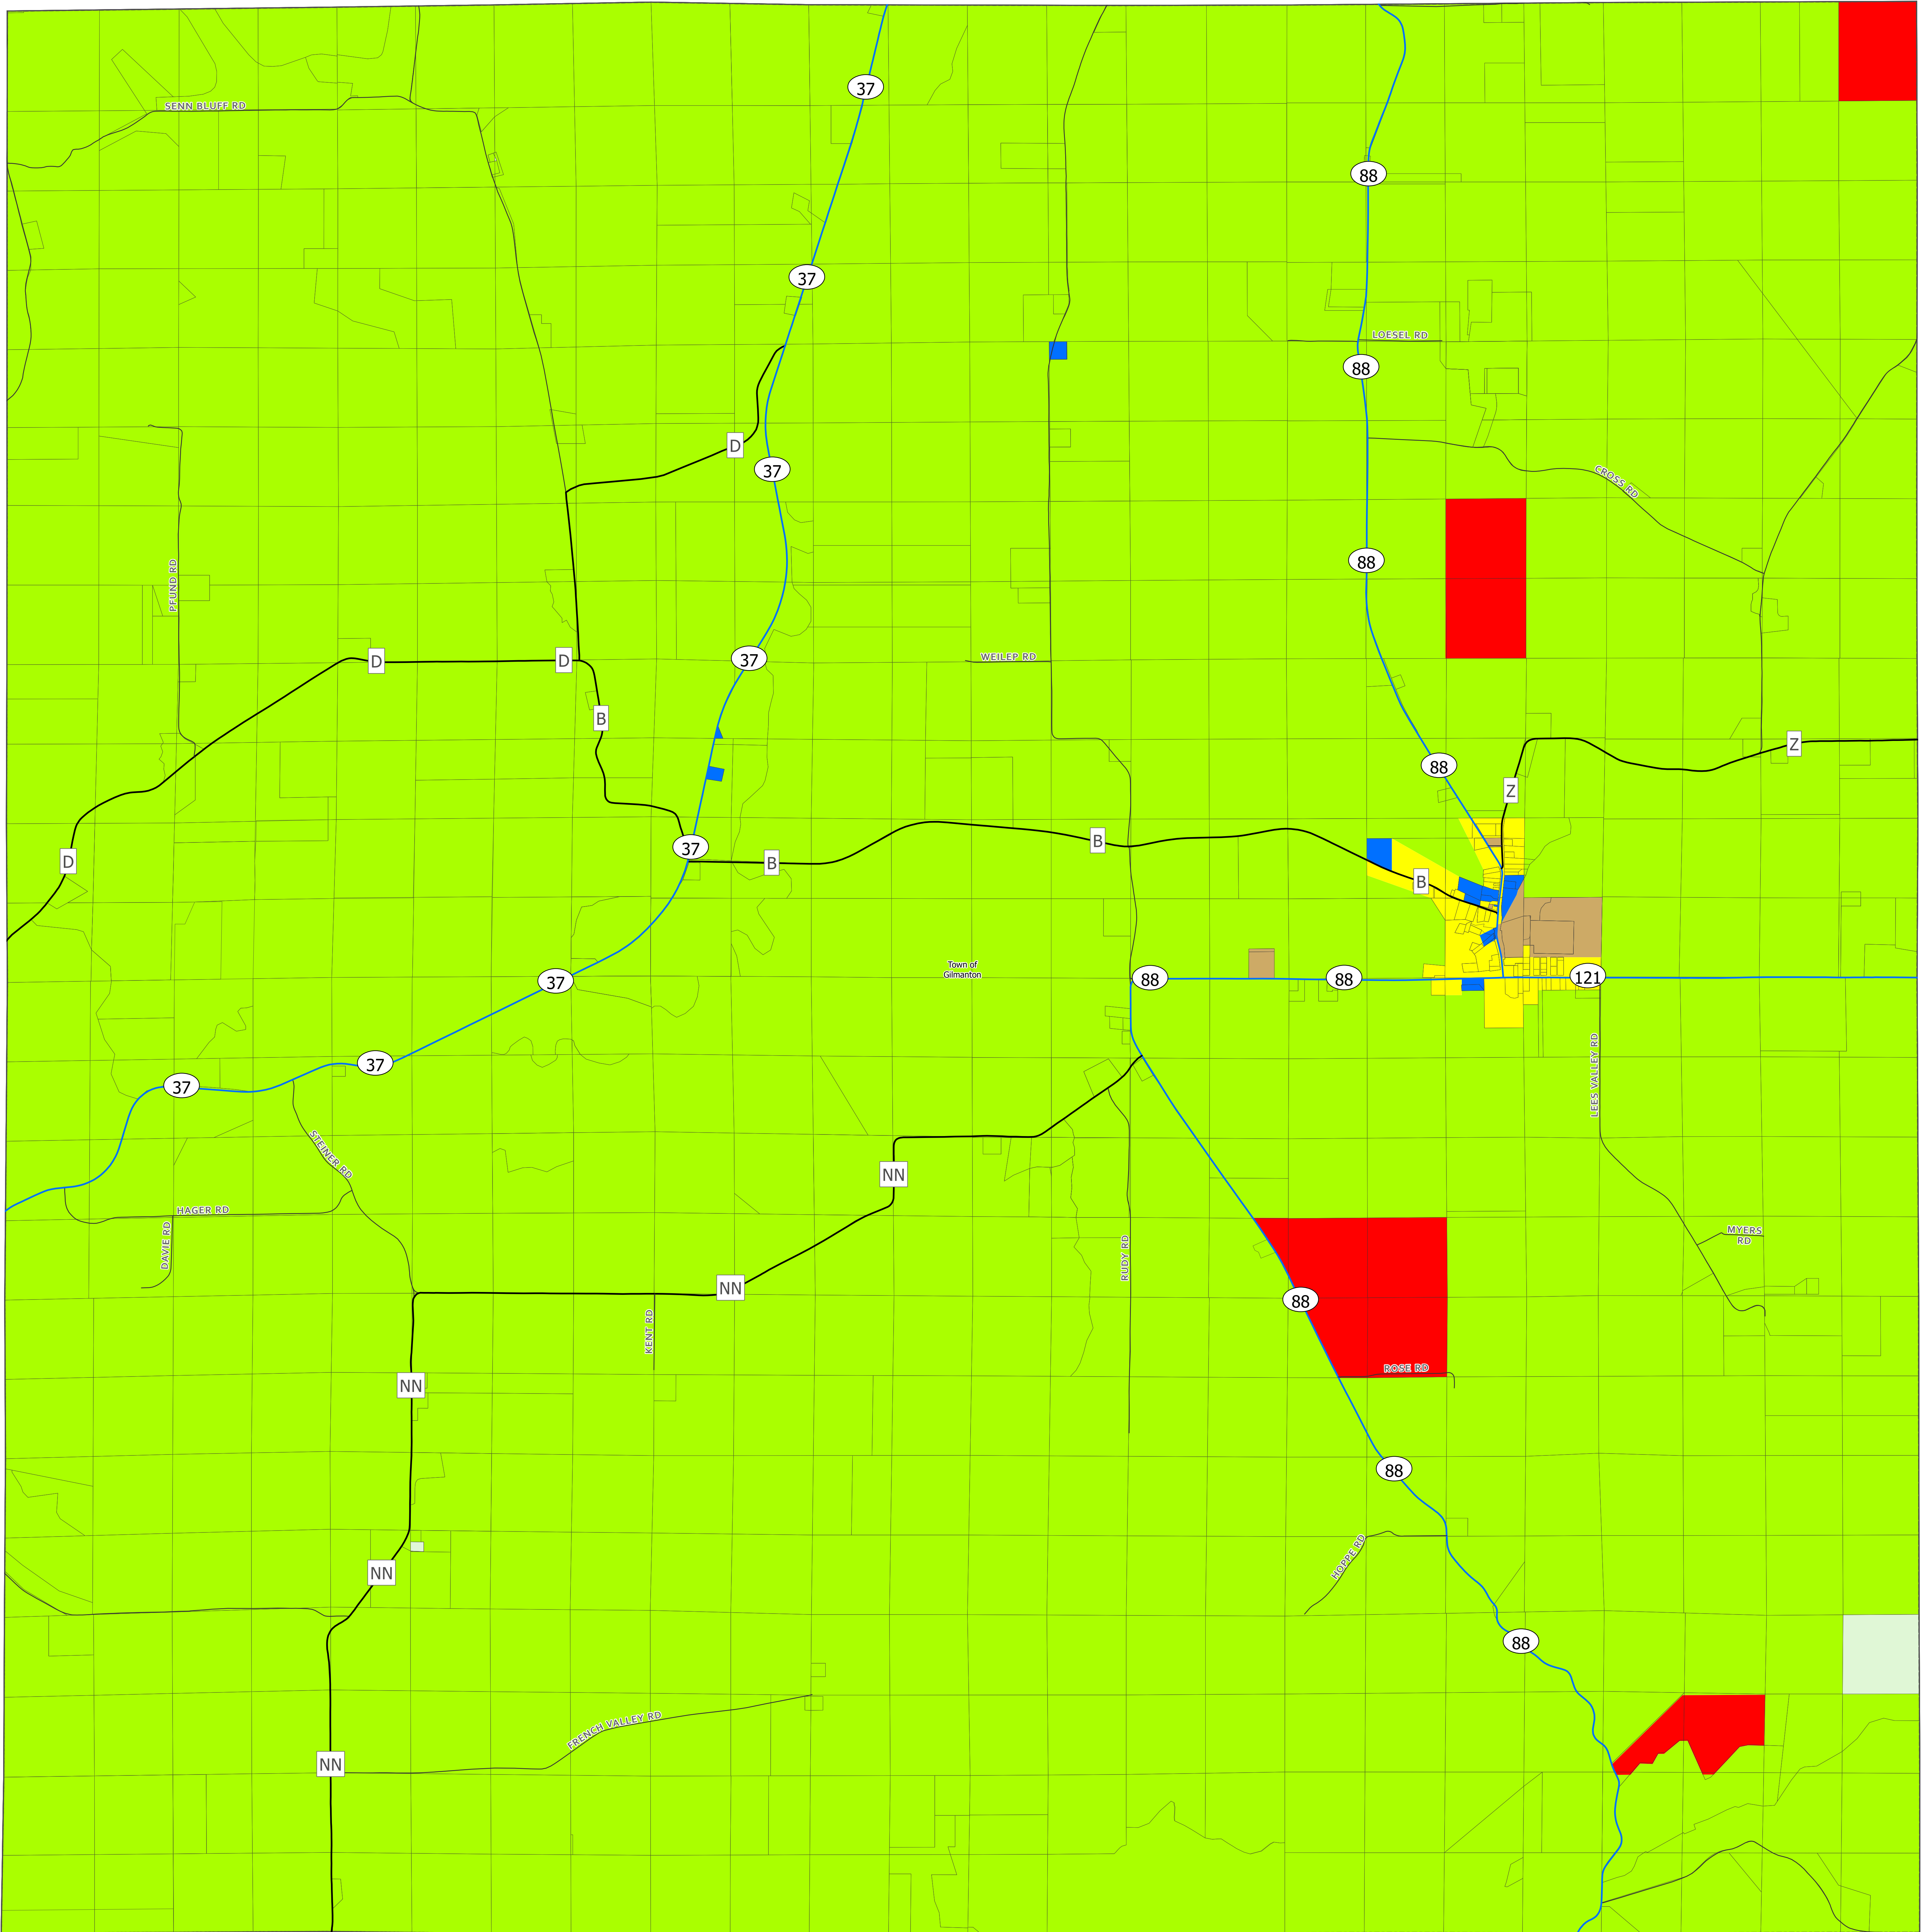 37
SENN BLUFF RD
88
37
LOESEL RD
88
D
37
CROSS RD
88
PFUND RD
WEILEP RD
37
D
D
B
Z
88
Z
37
B
D
B
B
Town of
Gilmanton
37
88
88
121
37
37
LEES VALLEY RD
STEINER RD
NN
HAGER RD
DAVIE RD
RUDY RD
MYERS
RD
NN
88
KENT RD
ROSE RD
NN
88
HOPPE RD
NN
88
FRENCH VALLEY RD
NN